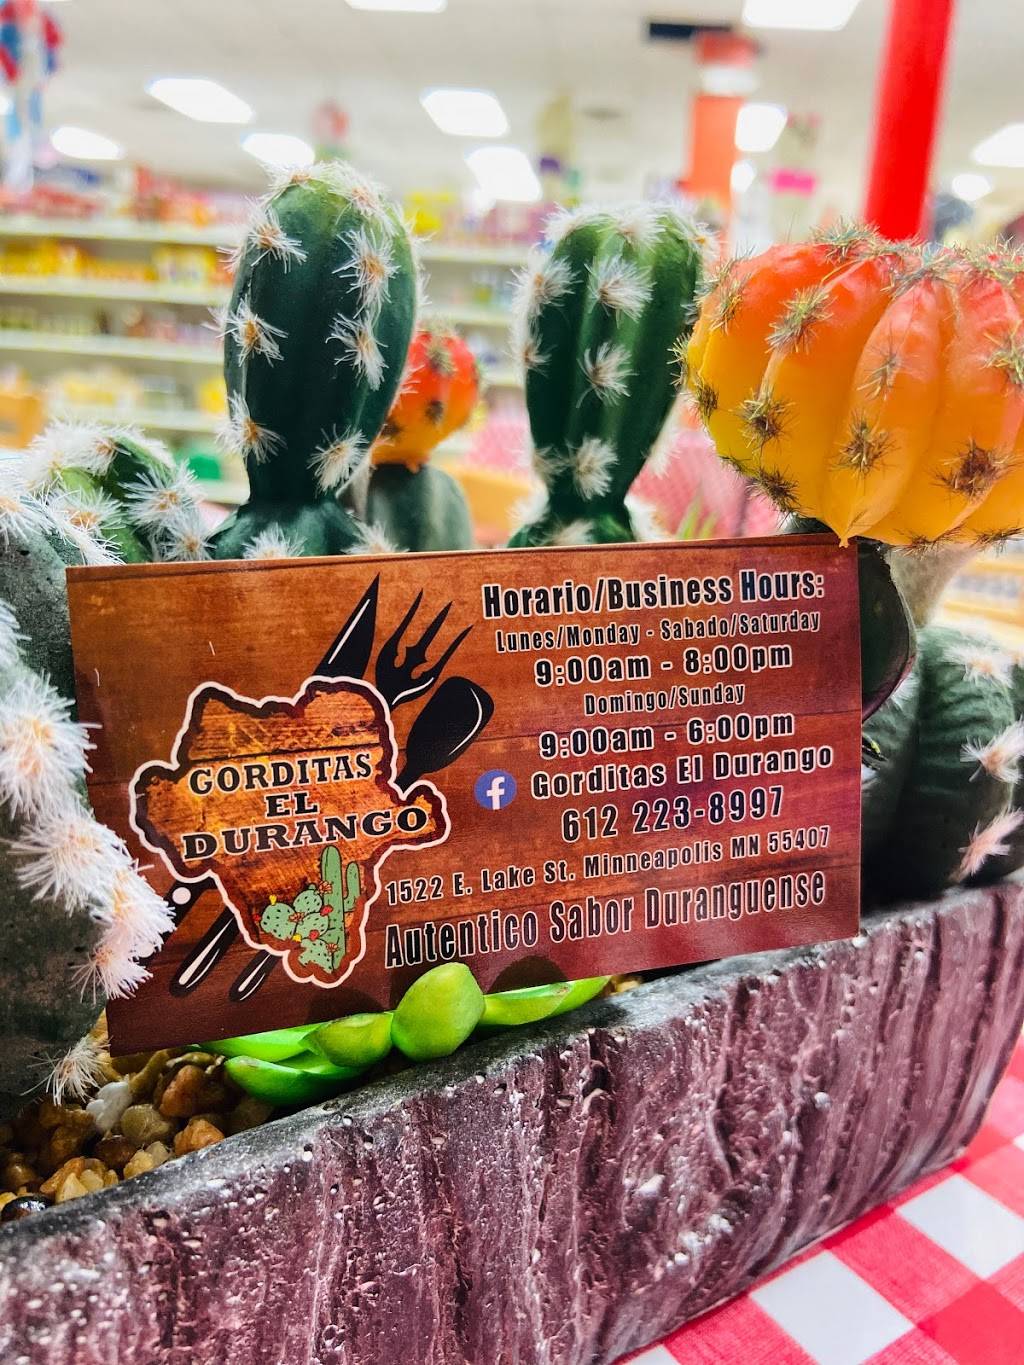 GORDITAS
EL
DURANGO
Horario/Business Hours:
Lunes/Monday - Sabado/Saturday
9:00am - 8:00pm
Domingo/Sunday
9:00am - 6:00pm
f Gorditas El Durango
612 223-8997
1522 E. Lake St. Minneapolis MN 55407
Autentico Sabor Duranguense